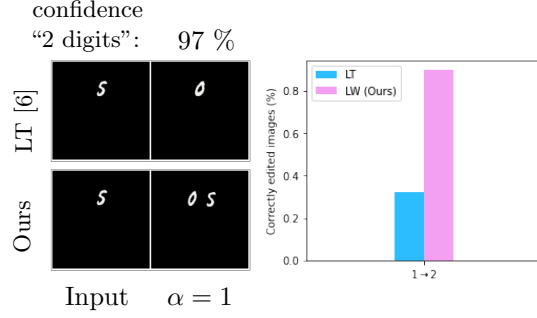 confidence
“2 digits”: 97 %
LT [6]
5 0
Ours
5 0 5
Input α = 1
Correctly edited images (%)
0.8
0.6
0.4
0.2
0.0
LT
LW (Ours)
1→2